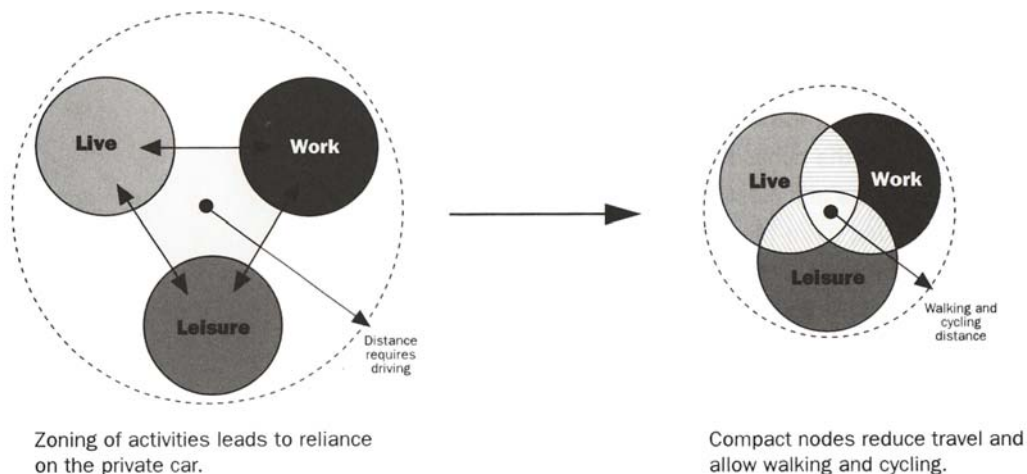 Live
Work
Leisure
Distance
requires
driving
Zoning of activities leads to reliance
on the private car.
Live
Work
Leisure
Walking and
cycling
distance
Compact nodes reduce travel and
allow walking and cycling.